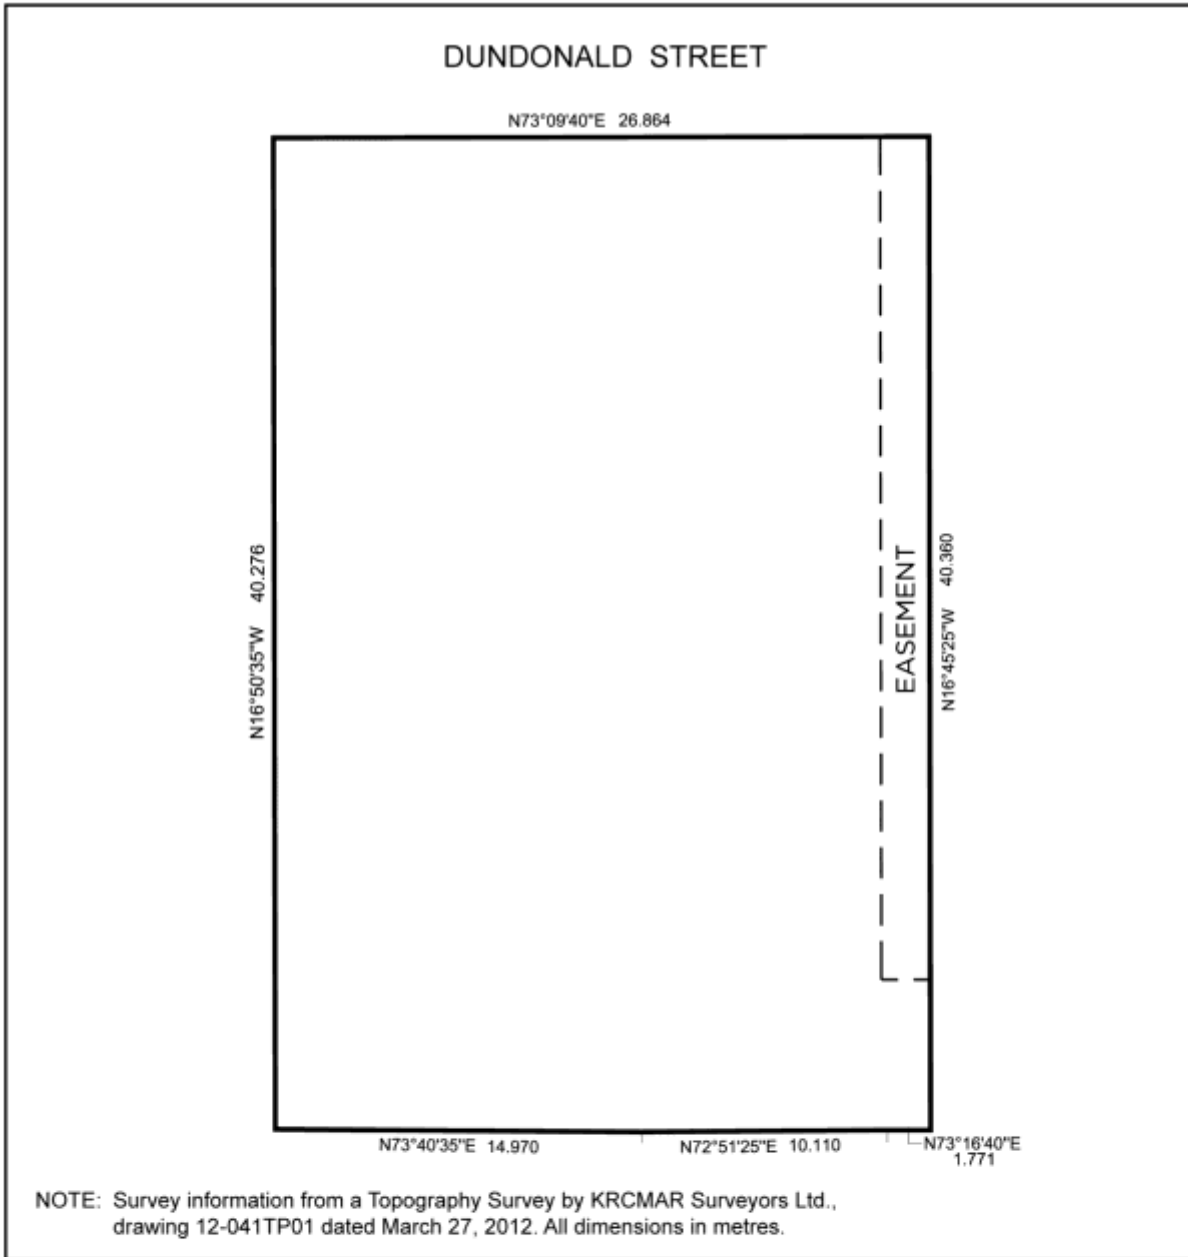 DUNDONALD STREET
N73°09'40"E 26.864
N16°50'35"W 40.276
EASEMENT
N16°45'25"W 40.360
N73°40'35"E 14.970
N72°51'25"E 10.110
N73°16'40"E
1.771
NOTE: Survey information from a Topography Survey by KRCMAR Surveyors Ltd.,
drawing 12-041TP01 dated March 27, 2012. All dimensions in metres.